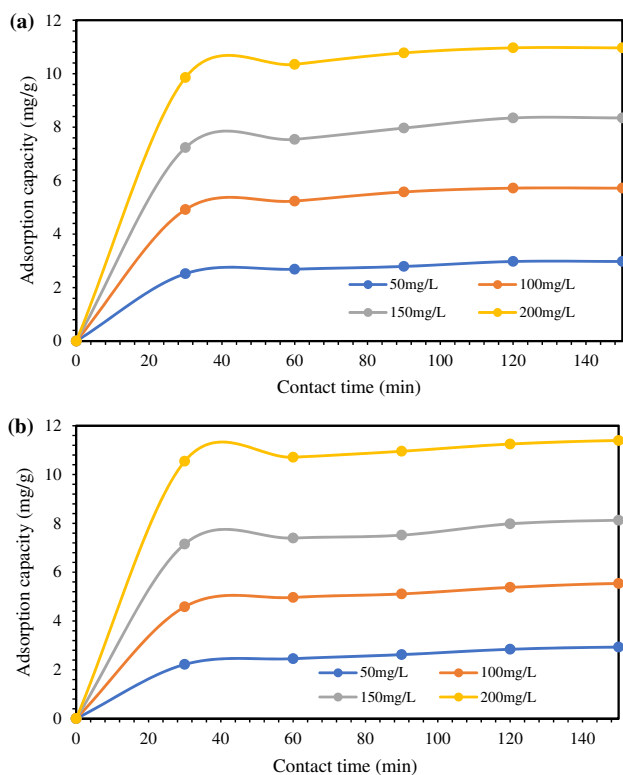 (a)
12
10
8
6
4
2
0
Adsorption capacity (mg/g)
50mg/L 100mg/L
150mg/L 200mg/L
0 20 40 60 80 100 120 140
Contact time (min)
(b)
12
10
8
6
4
2
0
Adsorption capacity (mg/g)
50mg/L 100mg/L
150mg/L 200mg/L
0 20 40 60 80 100 120 140
Contact time (min)